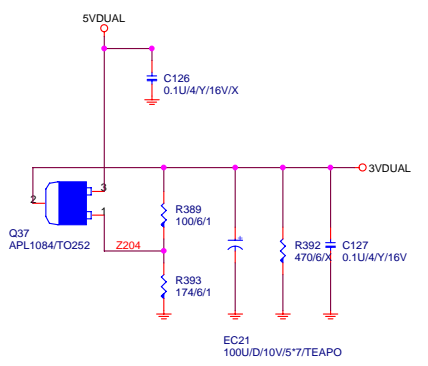 5VDUAL
C126
0.1U/4/Y/16V/X
3VDUAL
3
2
1
Q37
APL1084/TO252
Z204
R389
100/6/1
R393
174/6/1
R392
470/6/X
C127
0.1U/4/Y/16V
EC21
100U/D/10V/5*7/TEAPO